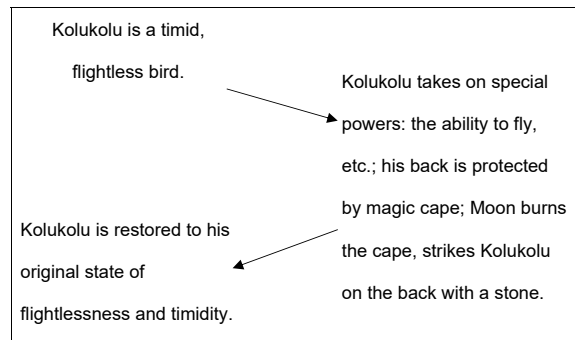 Kolukolu is a timid,
flightless bird.
Kolukolu takes on special
powers: the ability to fly,
etc.; his back is protected
by magic cape; Moon burns
the cape, strikes Kolukolu
on the back with a stone.
Kolukolu is restored to his
original state of
flightlessness and timidity.